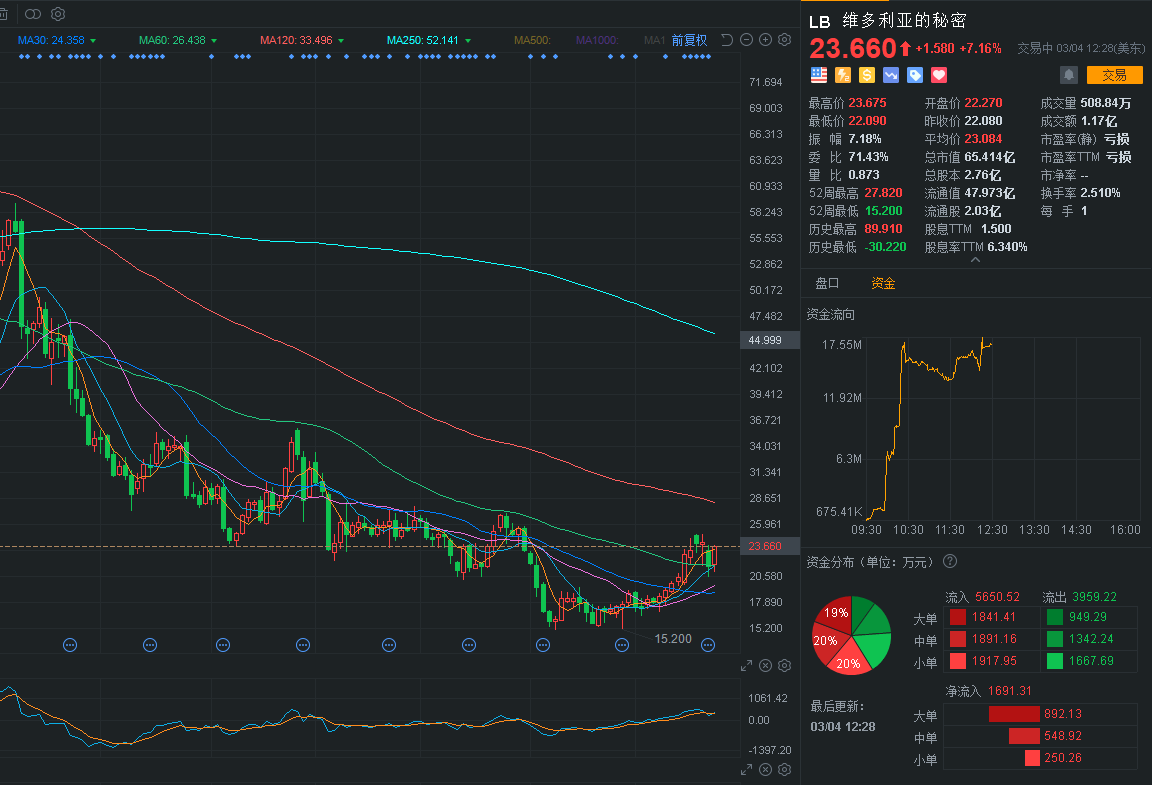 MA30: 24.358 MA60: 26.438 MA120: 33.496 MA250: 52.141 MA500: MA1000: MA1 前复权
71.694
69.003
66.313
63.623
60.933
58.243
55.553
52.862
50.172
47.482
44.999
42.102
39.412
36.721
34.031
31.341
28.651
25.961
23.660
20.580
17.890
15.200
15.200
1061.42
0.00
-1397.20
LB 维多利亚的秘密
23.660 +1.580 +7.16% 交易中 03/04 12:28(美东)
$ 交易
最高价 23.675 开盘价 22.270 成交量 508.84万
最低价 22.090 昨收价 22.080 成交额 1.17亿
振 幅 7.18% 平均价 23.084 市盈率(静) 亏损
委 比 71.43% 总市值 65.414亿 市盈率TTM 亏损
量 比 0.873 总股本 2.76亿 市净率 --
52周最高 27.820 流通值 47.973亿 换手率 2.510%
52周最低 15.200 流通股 2.03亿 每 手 1
历史最高 89.910 股息TTM 1.500
历史最低 -30.220 股息率TTM 6.340%
盘口 资金
资金流向
17.55M
11.92M
6.3M
675.41K
09:30 10:30 11:30 12:30 13:30 14:30 16:00
资金分布（单位：万元） ?
流入 5650.52 流出 3959.22
大单 1841.41 949.29
中单 1891.16 1342.24
小单 1917.95 1667.69
19%
20%
20%
净流入 1691.31
最后更新：
03/04 12:28
大单 892.13
中单 548.92
小单 250.26